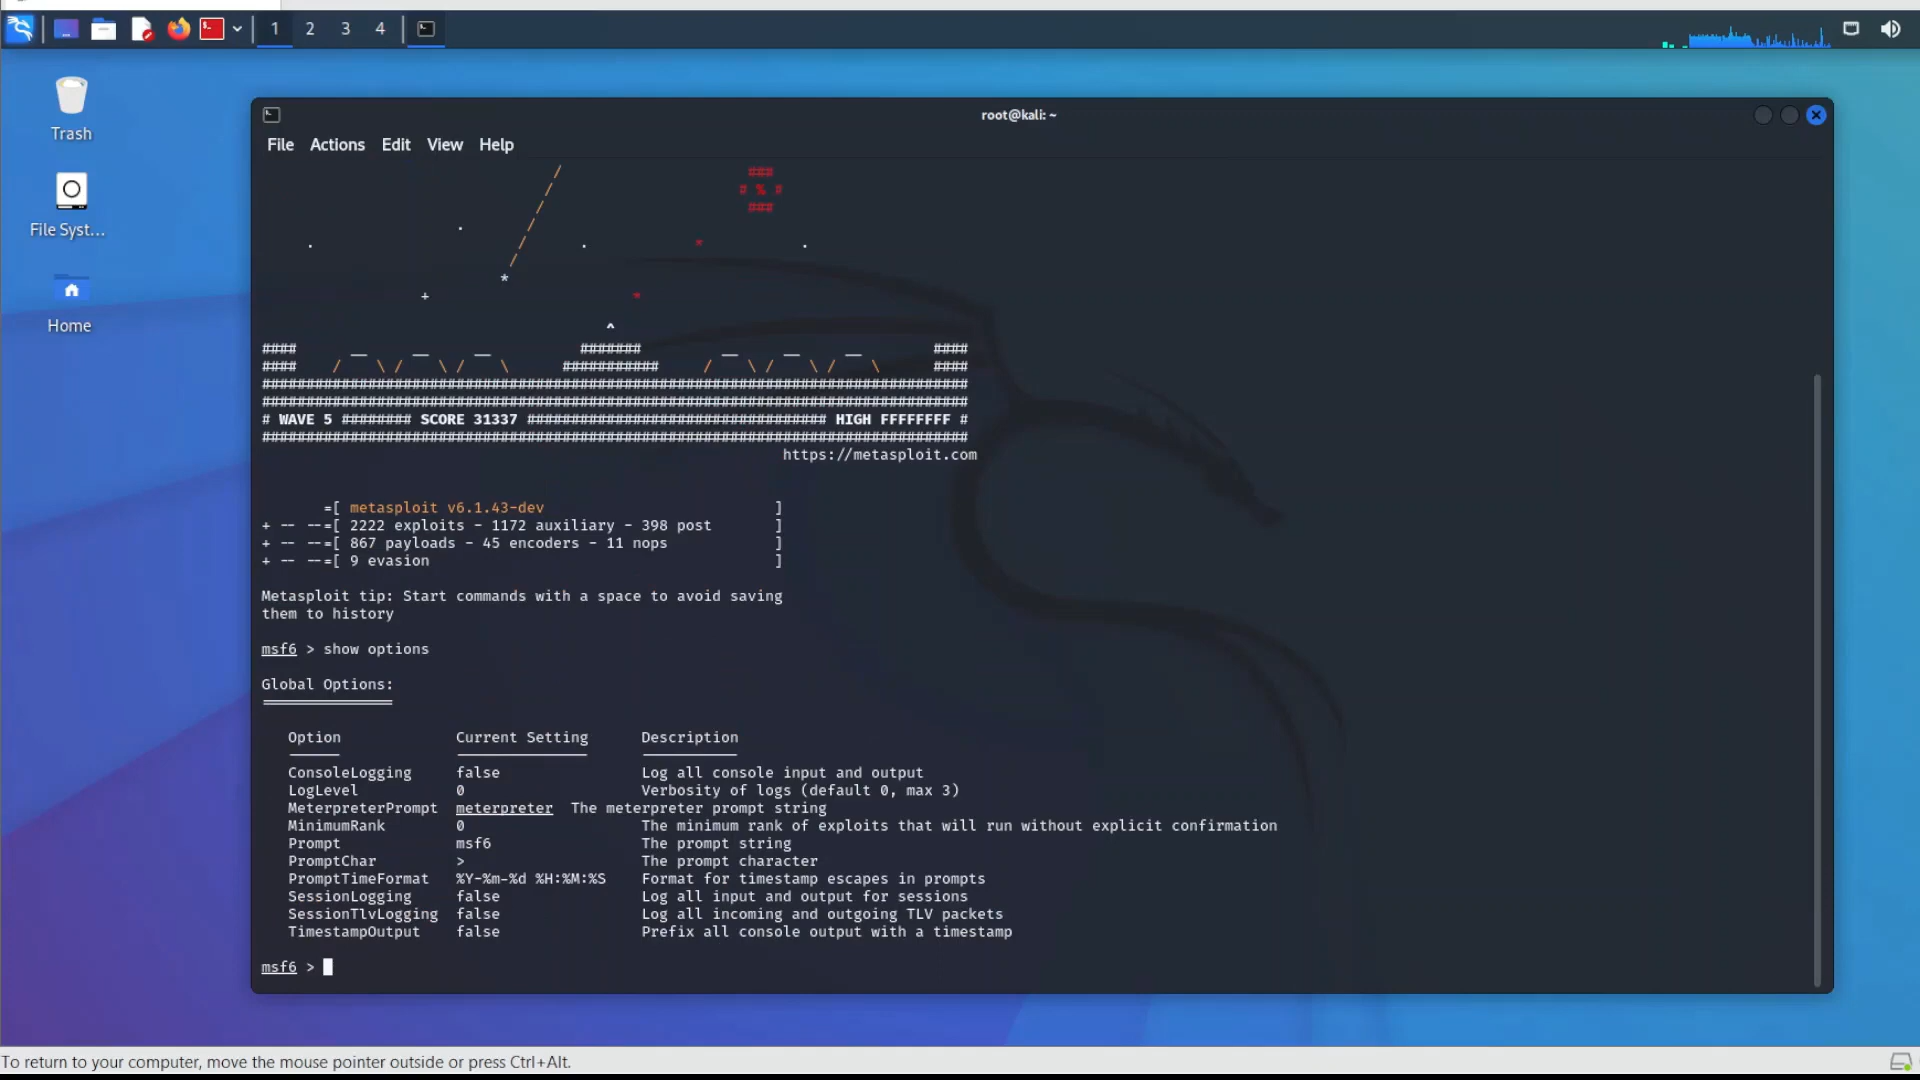 1 2 3 4
Trash
File Syst...
Home
root@kali: ~
File Actions Edit View Help
/ ###
/ # % #
/ ###
/
. . / . * .
/
*
+ *
^
#### __ __ __ ####### __ __ __ ####
#### / \ / \ / \ ########### / \ / \ / \ ####
################################################################################
################################################################################
# WAVE 5 ######## SCORE 31337 ################################## HIGH FFFFFFFF #
################################################################################
https://metasploit.com
=[ metasploit v6.1.43-dev ]
+ -- --=[ 2222 exploits - 1172 auxiliary - 398 post ]
+ -- --=[ 867 payloads - 45 encoders - 11 nops ]
+ -- --=[ 9 evasion ]
Metasploit tip: Start commands with a space to avoid saving
them to history
msf6 > show options
Global Options:
===============
Option Current Setting Description
------ --------------- -----------
ConsoleLogging false Log all console input and output
LogLevel 0 Verbosity of logs (default 0, max 3)
MeterpreterPrompt meterpreter The meterpreter prompt string
MinimumRank 0 The minimum rank of exploits that will run without explicit confirmation
Prompt msf6 The prompt string
PromptChar > The prompt character
PromptTimeFormat %Y-%m-%d %H:%M:%S Format for timestamp escapes in prompts
SessionLogging false Log all input and output for sessions
SessionTlvLogging false Log all incoming and outgoing TLV packets
TimestampOutput false Prefix all console output with a timestamp
msf6 >
To return to your computer, move the mouse pointer outside or press Ctrl+Alt.